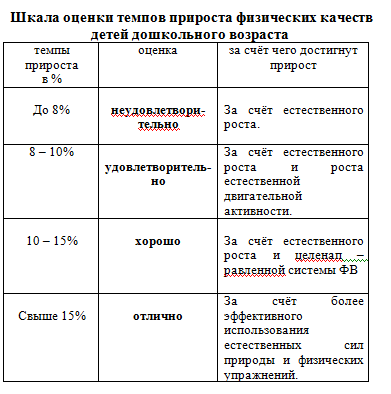 Шкала оценки темпов прироста физических качеств
детей дошкольного возраста
темпы
прироста
в %
оценка
за счёт чего достигнут
прирост
До 8%
неудовлетвори-
тельно
За счёт естественного
роста.
8 – 10%
удовлетворитель-
но
За счёт естественного
роста и роста
естественной
двигательной
активности.
10 – 15%
хорошо
За счёт естественного
роста и целенап –
равленной системы ФВ
Свыше 15%
отлично
За счёт более
эффективного
использования
естественных сил
природы и физических
упражнений.